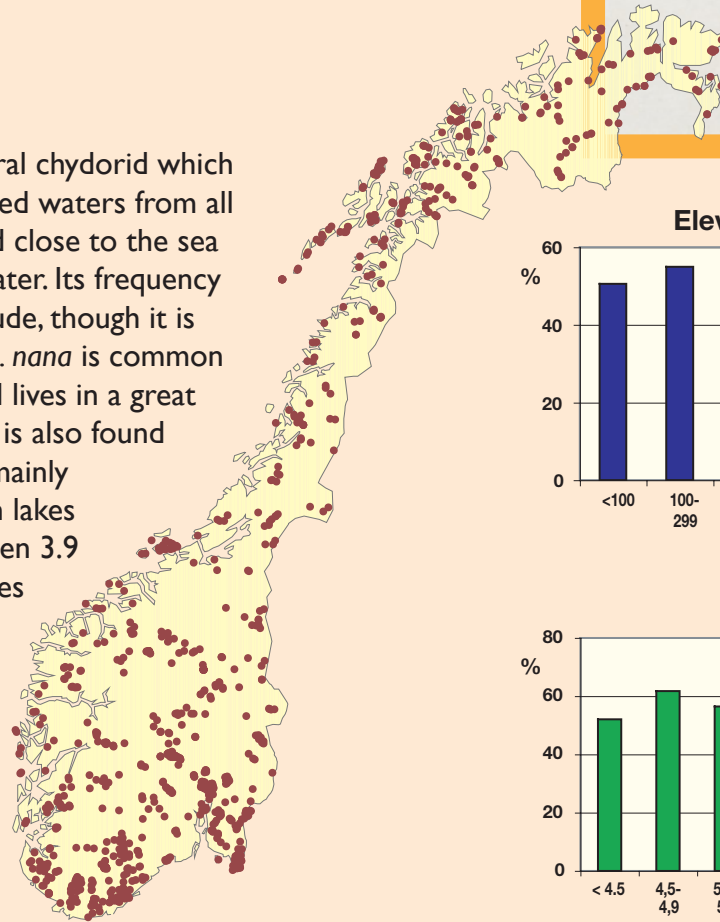 ral chydorid which
ed waters from all
d close to the sea
ater. Its frequency
ude, though it is
. nana is common
l lives in a great
is also found
mainly
n lakes
en 3.9
es
Elev
60
%
40
20
0
<100
100-
299
80
%
60
40
20
0
< 4.5
4,5-
4,9
5
5